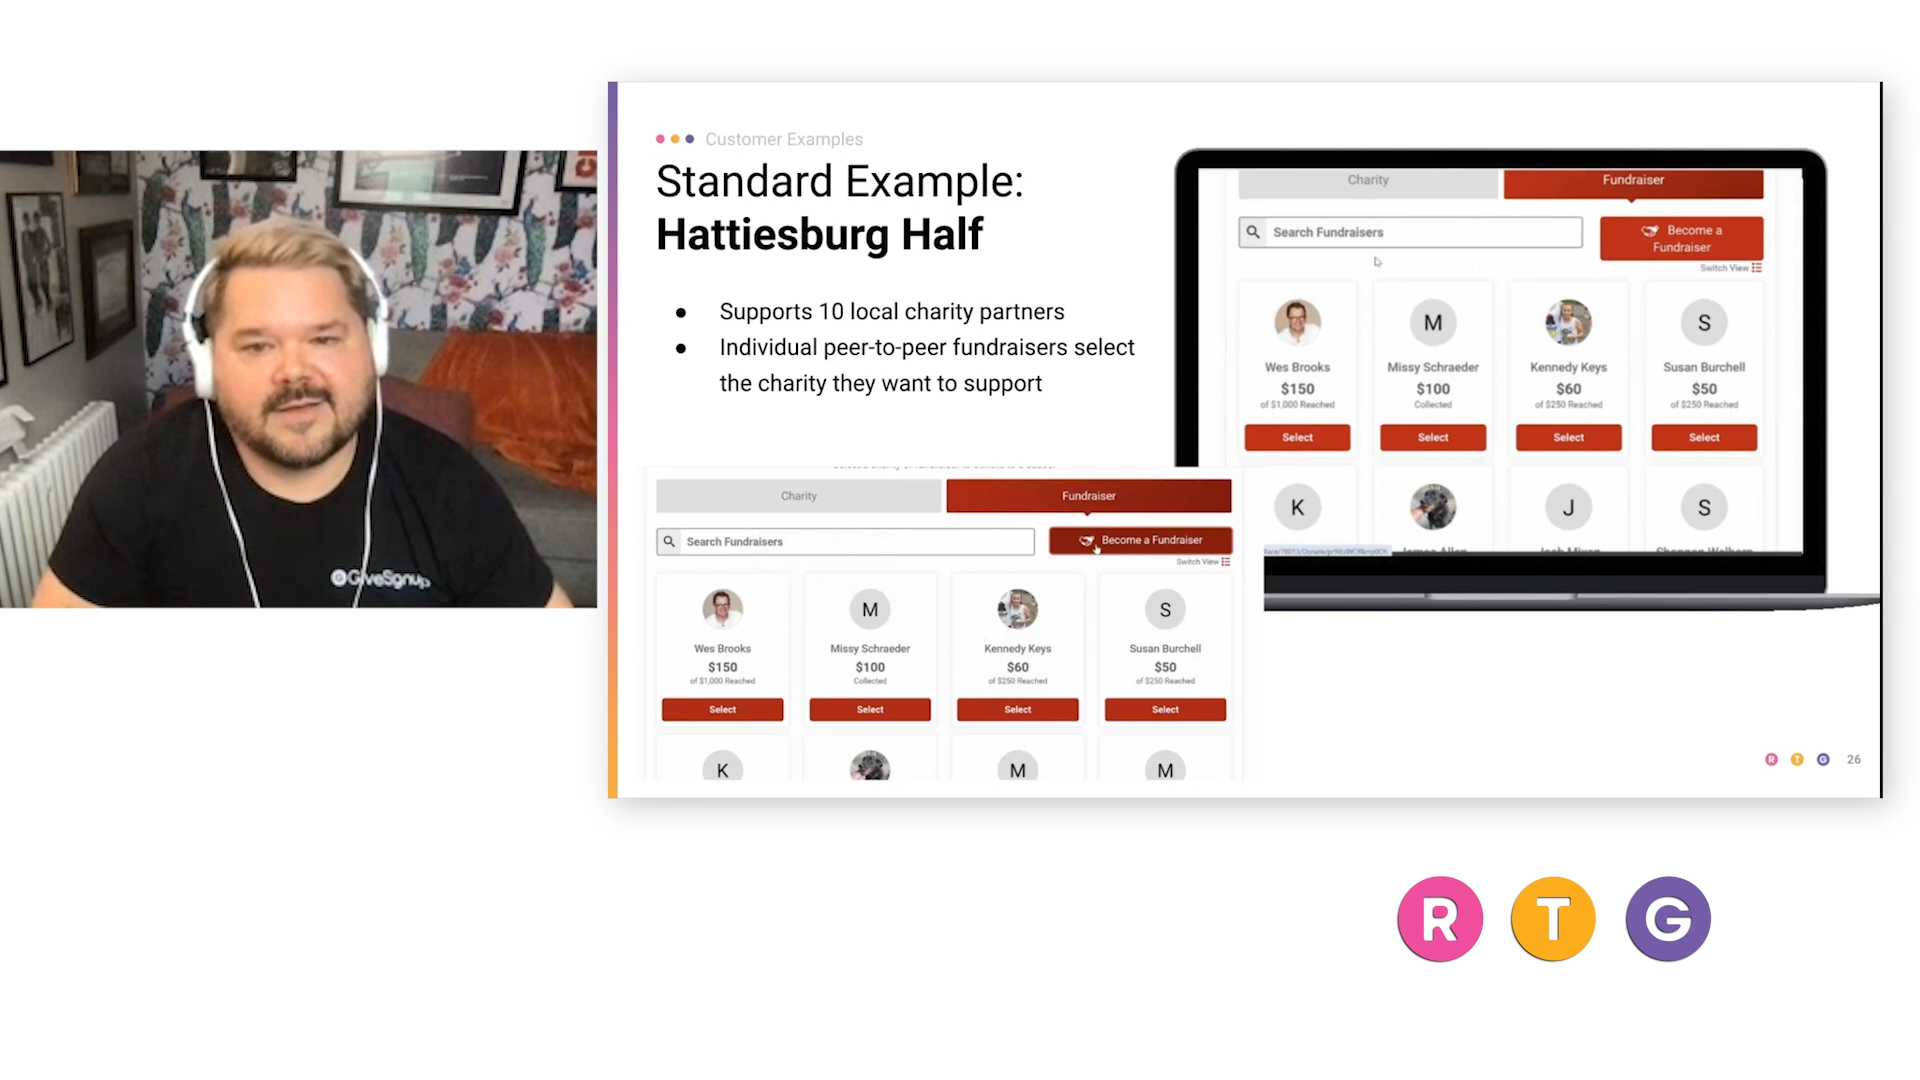 Customer Examples
Standard Example:
Hattiesburg Half
● Supports 10 local charity partners
● Individual peer-to-peer fundraisers select
the charity they want to support
Charity
Fundraiser
Search Fundraisers
Become a
Fundraiser
Switch View
Wes Brooks
$150
of $1,000 Reached
Select
Missy Schraeder
$100
Collected
Select
Kennedy Keys
$60
of $250 Reached
Select
Susan Burchell
$50
of $250 Reached
Select
K
J
S
Charity
Fundraiser
Search Fundraisers
Become a Fundraiser
Switch View
Wes Brooks
$150
of $1,000 Reached
Select
M
Missy Schraeder
$100
Collected
Select
Kennedy Keys
$60
of $250 Reached
Select
S
Susan Burchell
$50
of $250 Reached
Select
K
M
M
GiveSignup
R T G 26
R T G